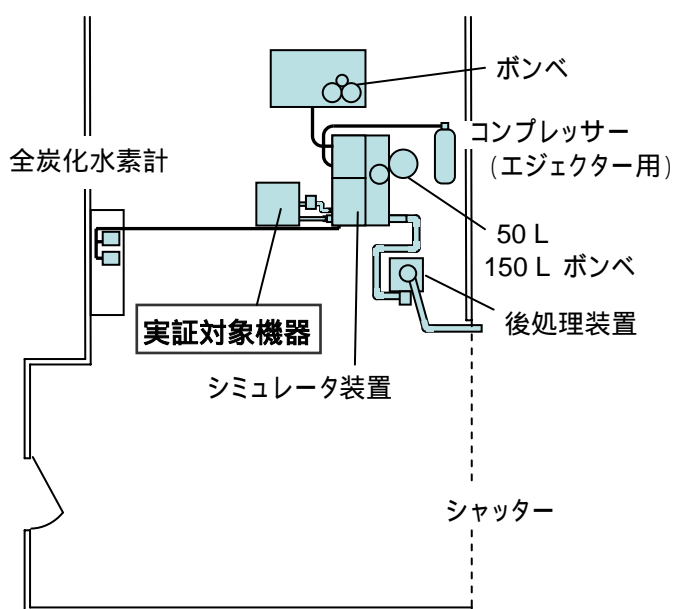 ボンベ
コンプレッサー
(エジェクター用)
全炭化水素計
50 L
150 L ボンベ
後処理装置
実証対象機器
シミュレータ装置
シャッター